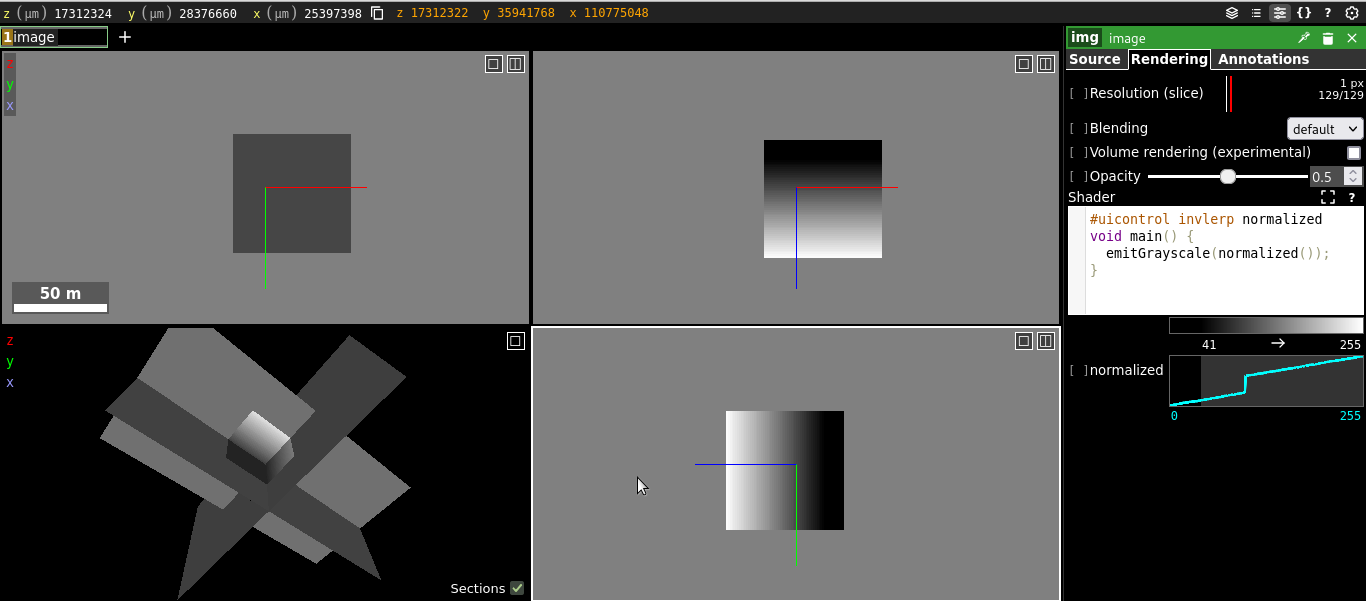 z (μm) 17312324 y (μm) 28376660 x (μm) 25397398 z 17312322 y 35941768 x 110775048 {} ?
1 image +
img image
Source Rendering Annotations
z
y
x
[ ] Resolution (slice) 1 px
129/129
[ ] Blending default
[ ] Volume rendering (experimental)
[ ] Opacity 0.5
Shader ?
#uicontrol invlerp normalized
void main() {
  emitGrayscale(normalized());
}
50 m
z
y
x
41 → 255
[ ] normalized
0 255
Sections